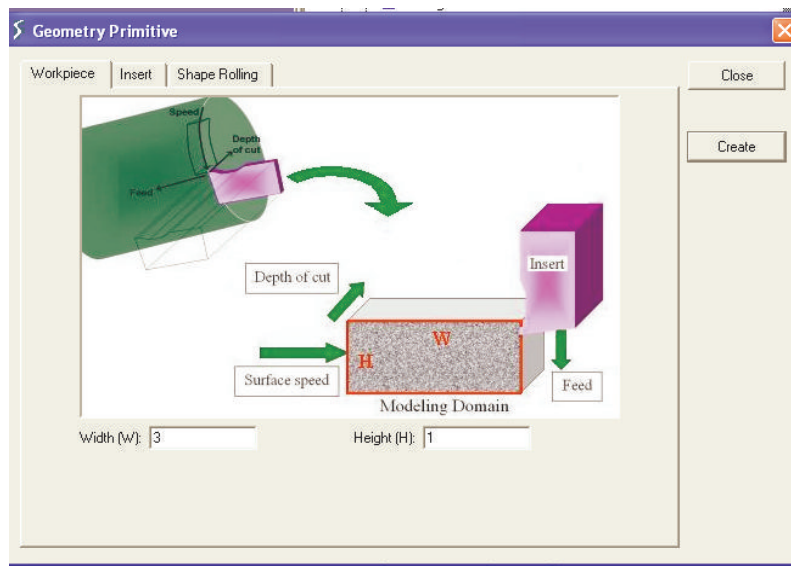 Geometry Primitive
Workpiece Insert Shape Rolling
Close
Create
Speed
Depth
of cut
Feed
Insert
Depth of cut
W
H
Surface speed
Feed
Modeling Domain
Width (W): 3 Height (H): 1